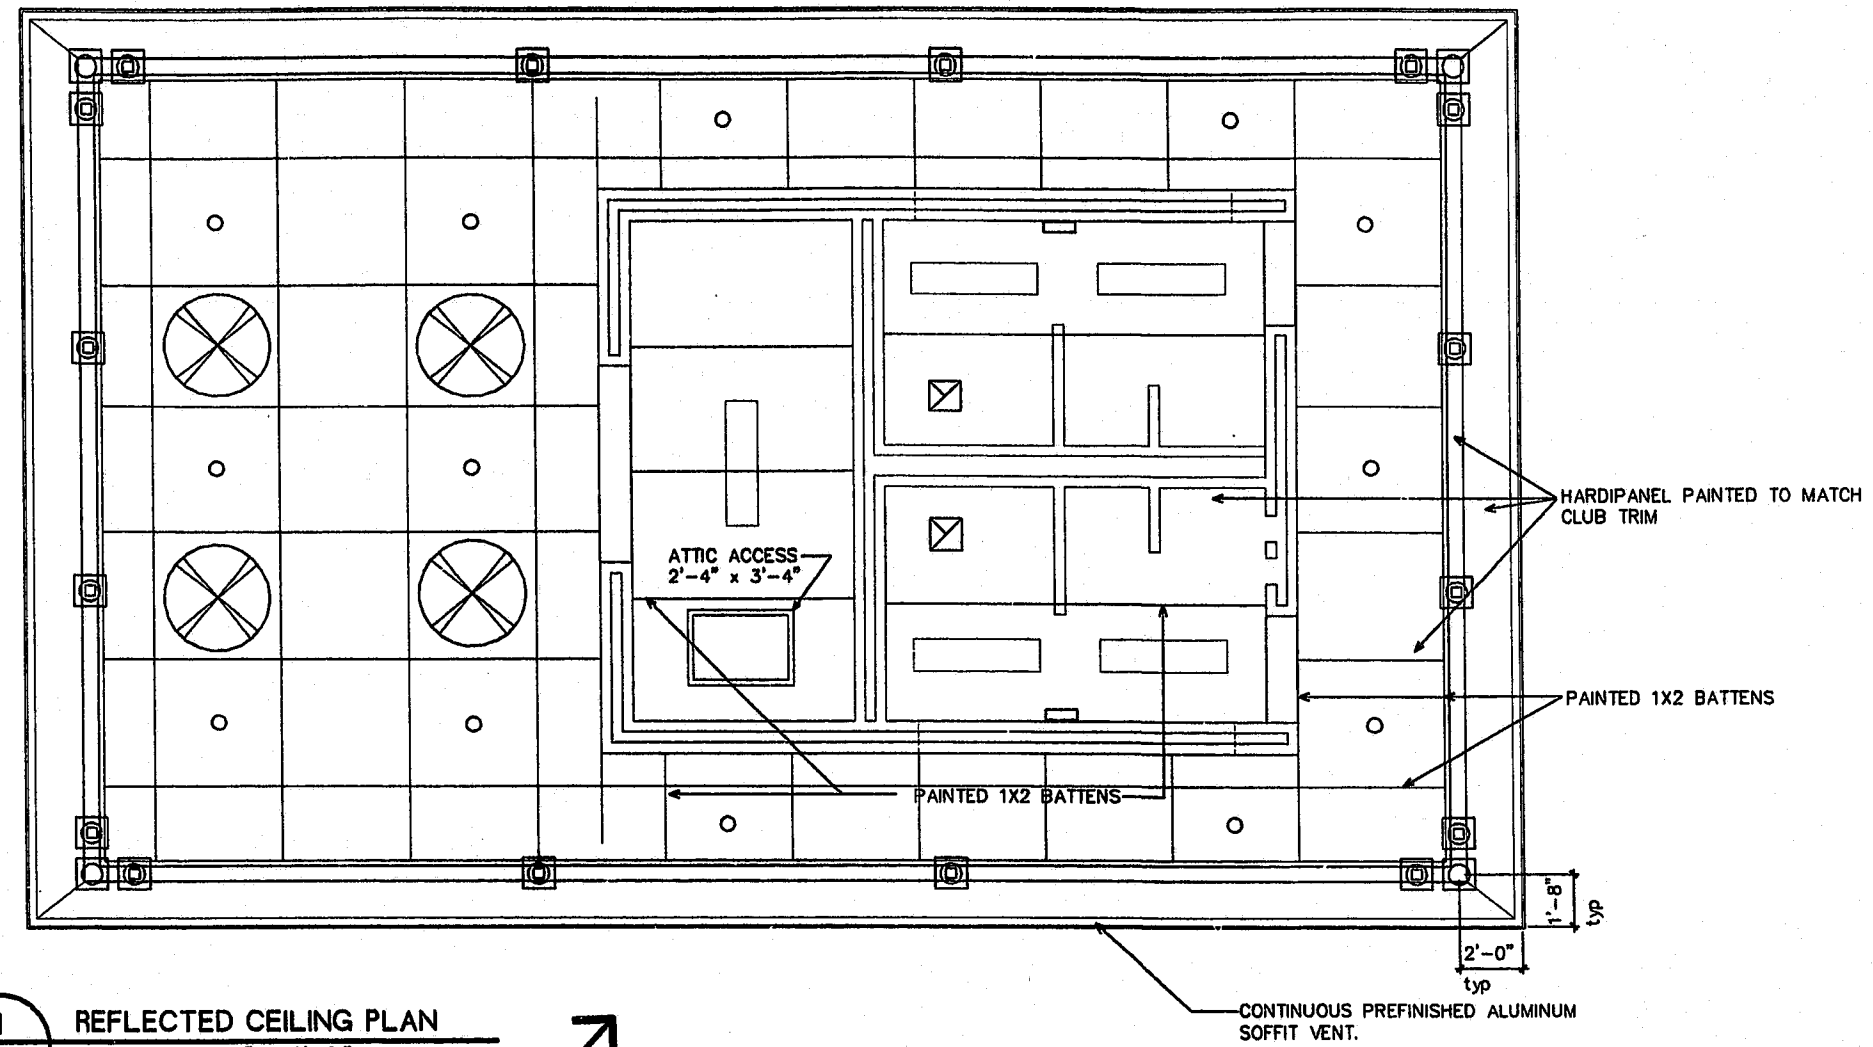 HARDIPANEL PAINTED TO MATCH
CLUB TRIM
ATTIC ACCESS
2'-4" x 3'-4"
PAINTED 1X2 BATTENS
PAINTED 1X2 BATTENS
1'-8"
typ
2'-0"
typ
CONTINUOUS PREFINISHED ALUMINUM
SOFFIT VENT.
REFLECTED CEILING PLAN